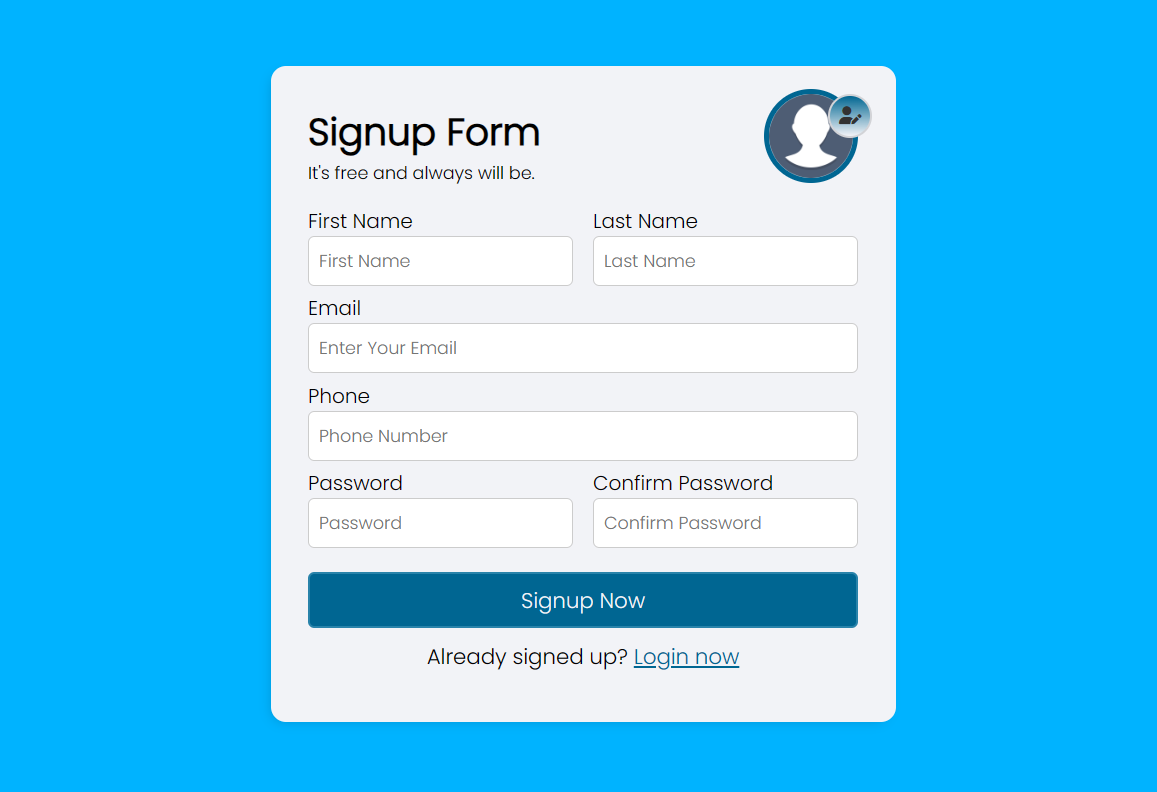 Signup Form
It's free and always will be.
First Name
Last Name
First Name
Last Name
Email
Enter Your Email
Phone
Phone Number
Password
Confirm Password
Password
Confirm Password
Signup Now
Already signed up? Login now